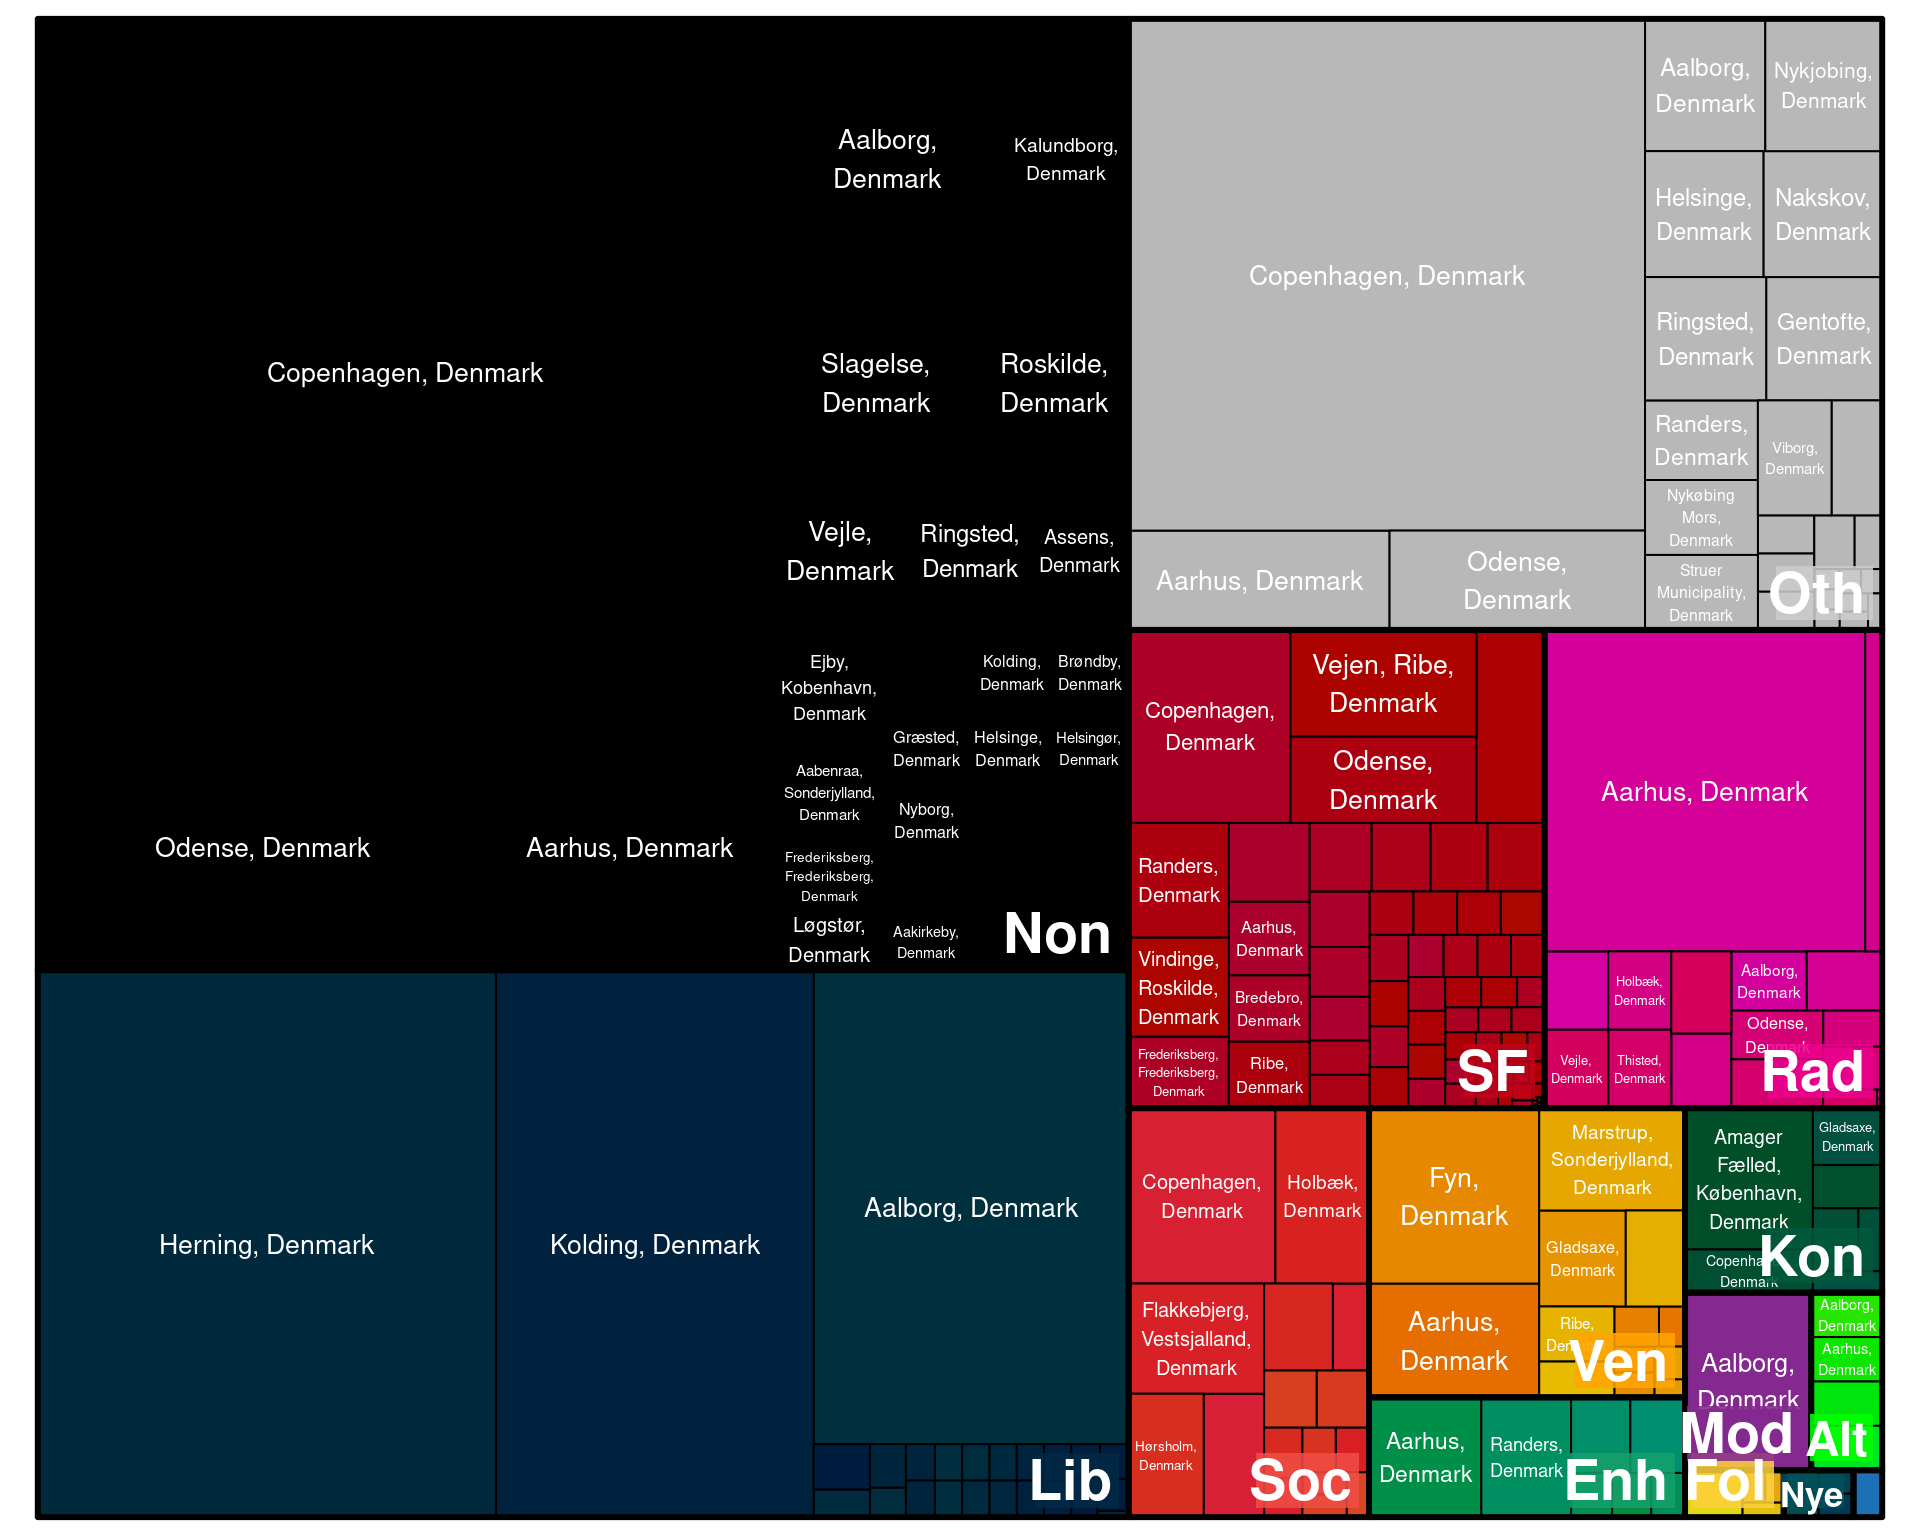 Copenhagen, Denmark
Aalborg,
Denmark
Kalundborg,
Denmark
Slagelse,
Denmark
Roskilde,
Denmark
Vejle,
Denmark
Ringsted,
Denmark
Assens,
Denmark
Odense, Denmark
Aarhus, Denmark
Ejby,
Kobenhavn,
Denmark
Kolding,
Denmark
Brøndby,
Denmark
Græsted,
Denmark
Helsinge,
Denmark
Helsingør,
Denmark
Aabenraa,
Sonderjylland,
Denmark
Nyborg,
Denmark
Frederiksberg,
Frederiksberg,
Denmark
Løgstør,
Denmark
Aakirkeby,
Denmark
Non
Copenhagen, Denmark
Aarhus, Denmark
Odense,
Denmark
Aalborg,
Denmark
Nykjobing,
Denmark
Helsinge,
Denmark
Nakskov,
Denmark
Ringsted,
Denmark
Gentofte,
Denmark
Randers,
Denmark
Viborg,
Denmark
Nykøbing
Mors,
Denmark
Struer
Municipality,
Denmark
Oth
Copenhagen,
Denmark
Vejen, Ribe,
Denmark
Odense,
Denmark
Randers,
Denmark
Vindinge,
Roskilde,
Denmark
Frederiksberg,
Frederiksberg,
Denmark
Aarhus,
Denmark
Bredebro,
Denmark
Ribe,
Denmark
SF
Aarhus, Denmark
Holbæk,
Denmark
Aalborg,
Denmark
Odense,
Denmark
Vejle,
Denmark
Thisted,
Denmark
Rad
Herning, Denmark
Kolding, Denmark
Aalborg, Denmark
Lib
Copenhagen,
Denmark
Holbæk,
Denmark
Flakkebjerg,
Vestsjalland,
Denmark
Hørsholm,
Denmark
Soc
Fyn,
Denmark
Aarhus,
Denmark
Marstrup,
Sonderjylland,
Denmark
Gladsaxe,
Denmark
Ribe,
Denmark
Ven
Aarhus,
Denmark
Randers,
Denmark
Enh
Amager
Fælled,
København,
Denmark
Gladsaxe,
Denmark
Copenhagen,
Denmark
Kon
Aalborg,
Denmark
Mod
Aalborg,
Denmark
Aarhus,
Denmark
Alt
Fol
Nye